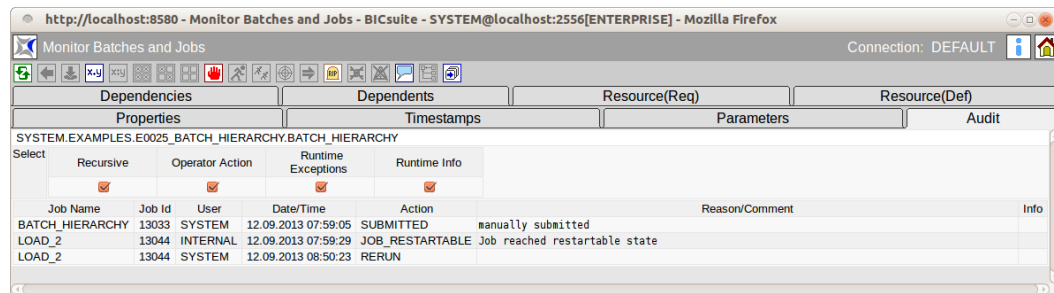 http://localhost:8580 - Monitor Batches and Jobs - BICsuite - SYSTEM@localhost:2556[ENTERPRISE] - Mozilla Firefox
Monitor Batches and Jobs Connection: DEFAULT
x›y x‹y RIP
Dependencies Dependents Resource(Req) Resource(Def)
Properties Timestamps Parameters Audit
SYSTEM.EXAMPLES.E0025_BATCH_HIERARCHY.BATCH_HIERARCHY
Select Recursive Operator Action Runtime Exceptions Runtime Info
Job Name Job Id User Date/Time Action Reason/Comment Info
BATCH_HIERARCHY 13033 SYSTEM 12.09.2013 07:59:05 SUBMITTED manually submitted
LOAD_2 13044 INTERNAL 12.09.2013 07:59:29 JOB_RESTARTABLE Job reached restartable state
LOAD_2 13044 SYSTEM 12.09.2013 08:50:23 RERUN